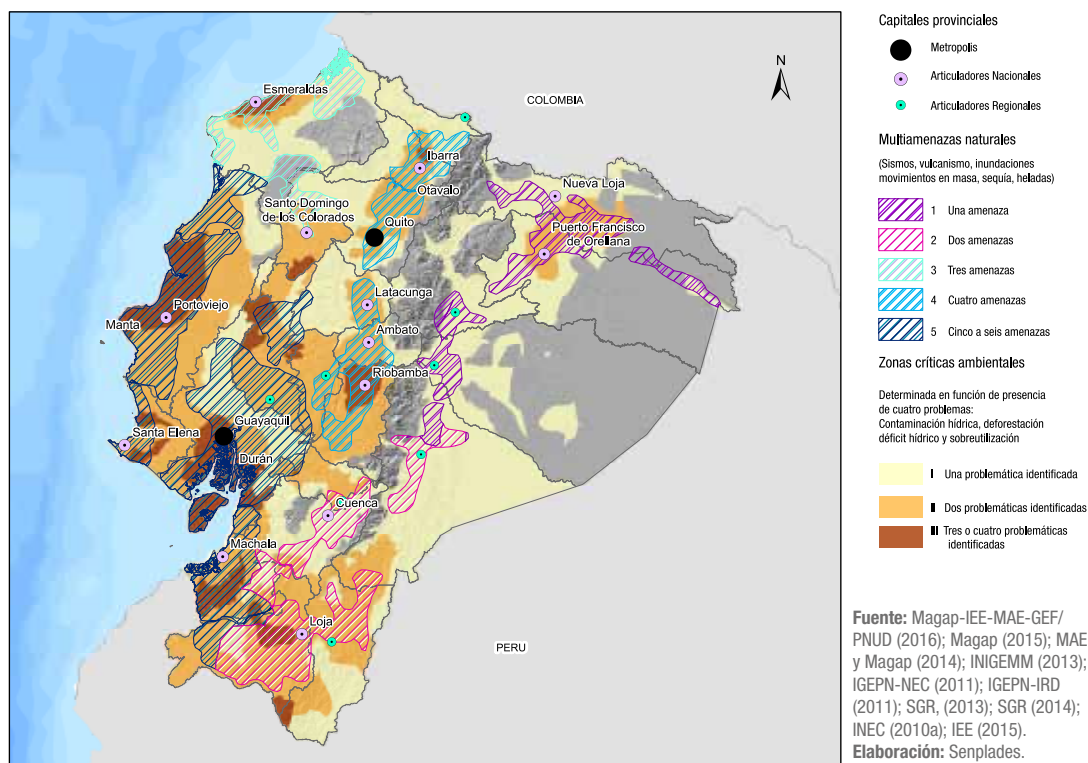 COLOMBIA
N
Esmeraldas
Ibarra
Otavalo
Nueva Loja
Santo Domingo
de los Colorados
Quito
Puerto Francisco
de Orellana
Latacunga
Portoviejo
Manta
Ambato
Riobamba
Guayaquil
Santa Elena
Durán
Cuenca
Machala
Loja
PERU
Capitales provinciales
Metropolis
Articuladores Nacionales
Articuladores Regionales
Multiamenazas naturales
(Sismos, vulcanismo, inundaciones
movimientos en masa, sequía, heladas)
1 Una amenaza
2 Dos amenazas
3 Tres amenazas
4 Cuatro amenazas
5 Cinco a seis amenazas
Zonas críticas ambientales
Determinada en función de presencia
de cuatro problemas:
Contaminación hídrica, deforestación
déficit hídrico y sobreutilización
I Una problemática identificada
II Dos problemáticas identificadas
III Tres o cuatro problemáticas
identificadas
Fuente: Magap-IEE-MAE-GEF/
PNUD (2016); Magap (2015); MAE
y Magap (2014); INIGEMM (2013);
IGEPN-NEC (2011); IGEPN-IRD
(2011); SGR, (2013); SGR (2014);
INEC (2010a); IEE (2015).
Elaboración: Senplades.